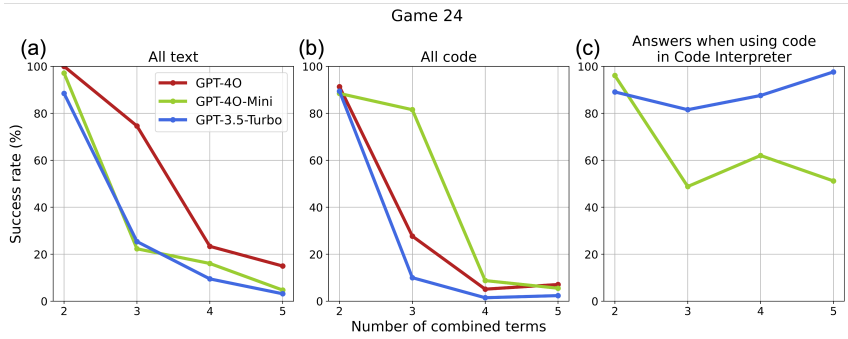 Game 24
(a)
All text
100
80
60
40
20
0
2
3
4
5
Success rate (%)
GPT-4O
GPT-4O-Mini
GPT-3.5-Turbo
(b)
All code
100
80
60
40
20
0
2
3
4
5
Number of combined terms
(c)
Answers when using code
in Code Interpreter
100
80
60
40
20
0
2
3
4
5